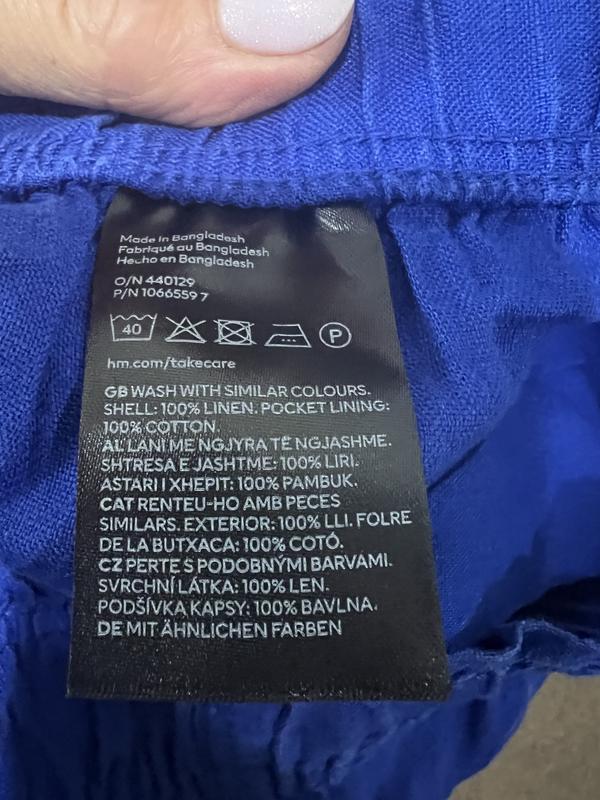 Made in Bangladesh
Fabriqué au Bangladesh
Hecho en Bangladesh
O/N 440129
P/N 1066559 7
40
P
hm.com/takecare
GB WASH WITH SIMILAR COLOURS.
SHELL: 100% LINEN. POCKET LINING:
100% COTTON.
AL LANI ME NGJYRA TË NGJASHME.
SHTRESA E JASHTME: 100% LIRI.
ASTARI I XHEPIT: 100% PAMBUK.
CAT RENTEU-HO AMB PECES
SIMILARS. EXTERIOR: 100% LLI. FOLRE
DE LA BUTXACA: 100% COTÓ.
CZ PERTE S PODOBNÝMI BARVAMI.
SVRCHNÍ LÁTKA: 100% LEN.
PODŠÍVKA KAPSY: 100% BAVLNA.
DE MIT ÄHNLICHEN FARBEN